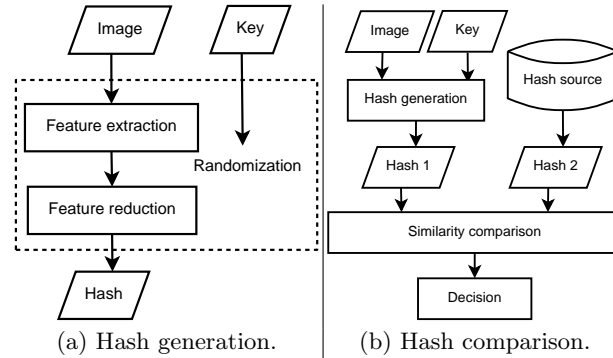 Image
Key
Feature extraction
Randomization
Feature reduction
Hash
(a) Hash generation.
Image
Key
Hash source
Hash generation
Hash 1
Hash 2
Similarity comparison
Decision
(b) Hash comparison.